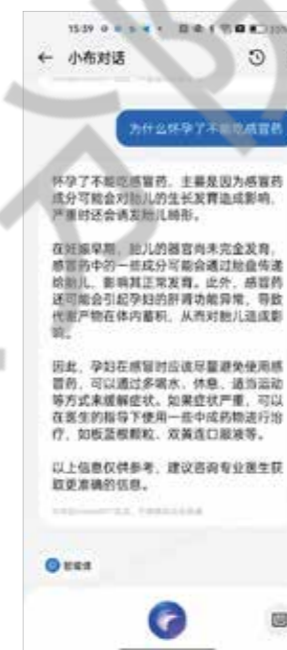 15:39
小布对话
为什么怀孕了不能吃感冒药
怀孕了不能吃感冒药，主要是因为感冒药
成分可能会对胎儿的生长发育造成影响，
严重时还会诱发胎儿畸形。
在妊娠早期，胎儿的器官尚未完全发育，
感冒药中的一些成分可能会通过胎盘传递
给胎儿，影响其正常发育。此外，感冒药
还可能会引起孕妇的肝肾功能异常，导致
代谢产物在体内蓄积，从而对胎儿造成影
响。
因此，孕妇在感冒时应该尽量避免使用感
冒药，可以通过多喝水、休息、适当运动
等方式来缓解症状。如果症状严重，可以
在医生的指导下使用一些中成药物进行治
疗，如板蓝根颗粒、双黄连口服液等。
以上信息仅供参考，建议咨询专业医生获
取更准确的信息。